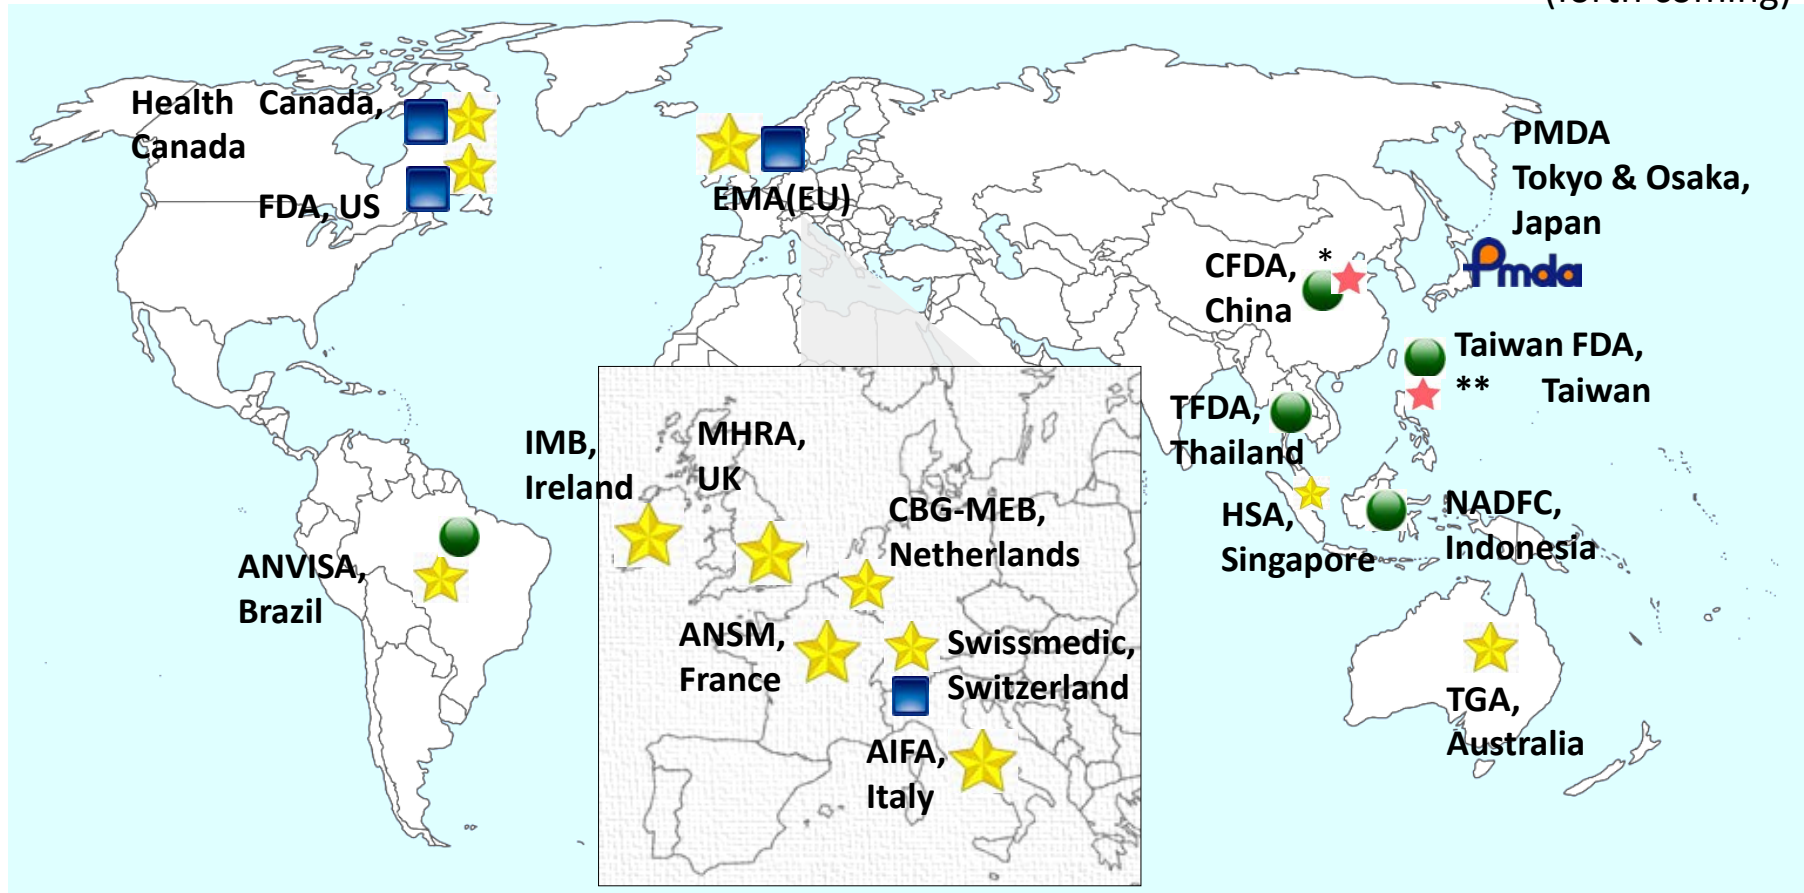 (forth coming)
Health Canada,
Canada
FDA, US
EMA(EU)
PMDA
Tokyo & Osaka,
Japan
pmda
CFDA, *
China
Taiwan FDA,
** Taiwan
TFDA,
Thailand
HSA,
Singapore
NADFC,
Indonesia
TGA,
Australia
ANVISA,
Brazil
IMB,
Ireland
MHRA,
UK
CBG-MEB,
Netherlands
ANSM,
France
Swissmedic,
Switzerland
AIFA,
Italy